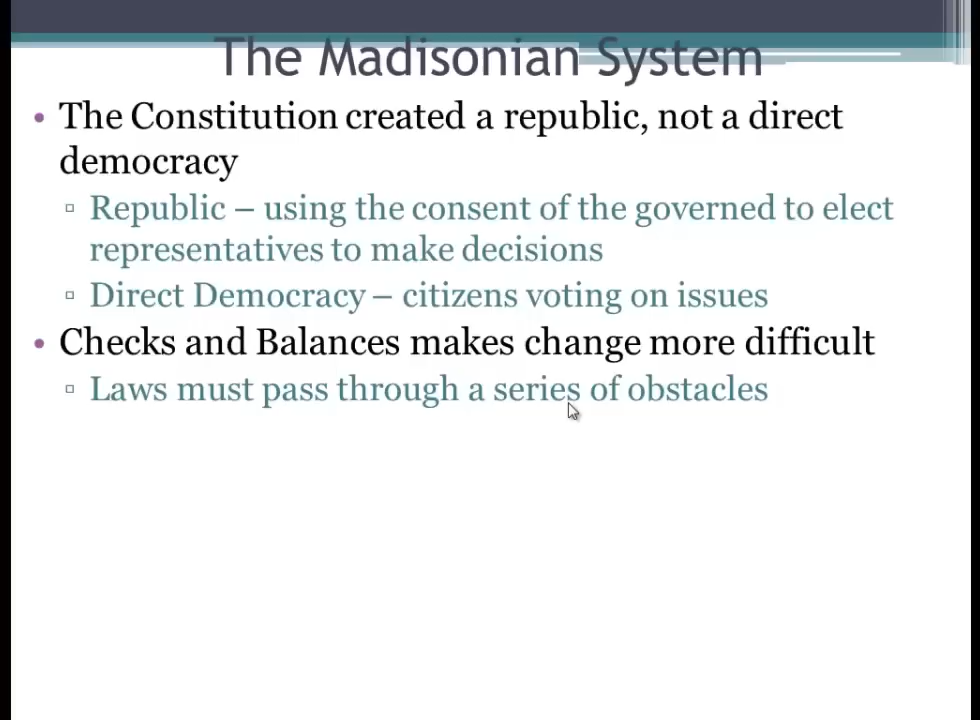 The Madisonian System
• The Constitution created a republic, not a direct
democracy
▫ Republic – using the consent of the governed to elect
representatives to make decisions
▫ Direct Democracy – citizens voting on issues
• Checks and Balances makes change more difficult
▫ Laws must pass through a series of obstacles